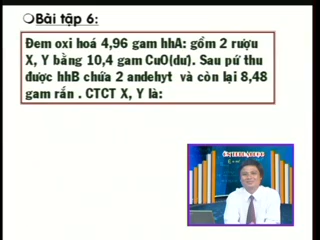 Bài tập 6:
Đem oxi hoá 4,96 gam hhA: gồm 2 rượu
X, Y bằng 10,4 gam CuO(dư). Sau pứ thu
được hhB chứa 2 andehyt và còn lại 8,48
gam rắn . CTCT X, Y là: